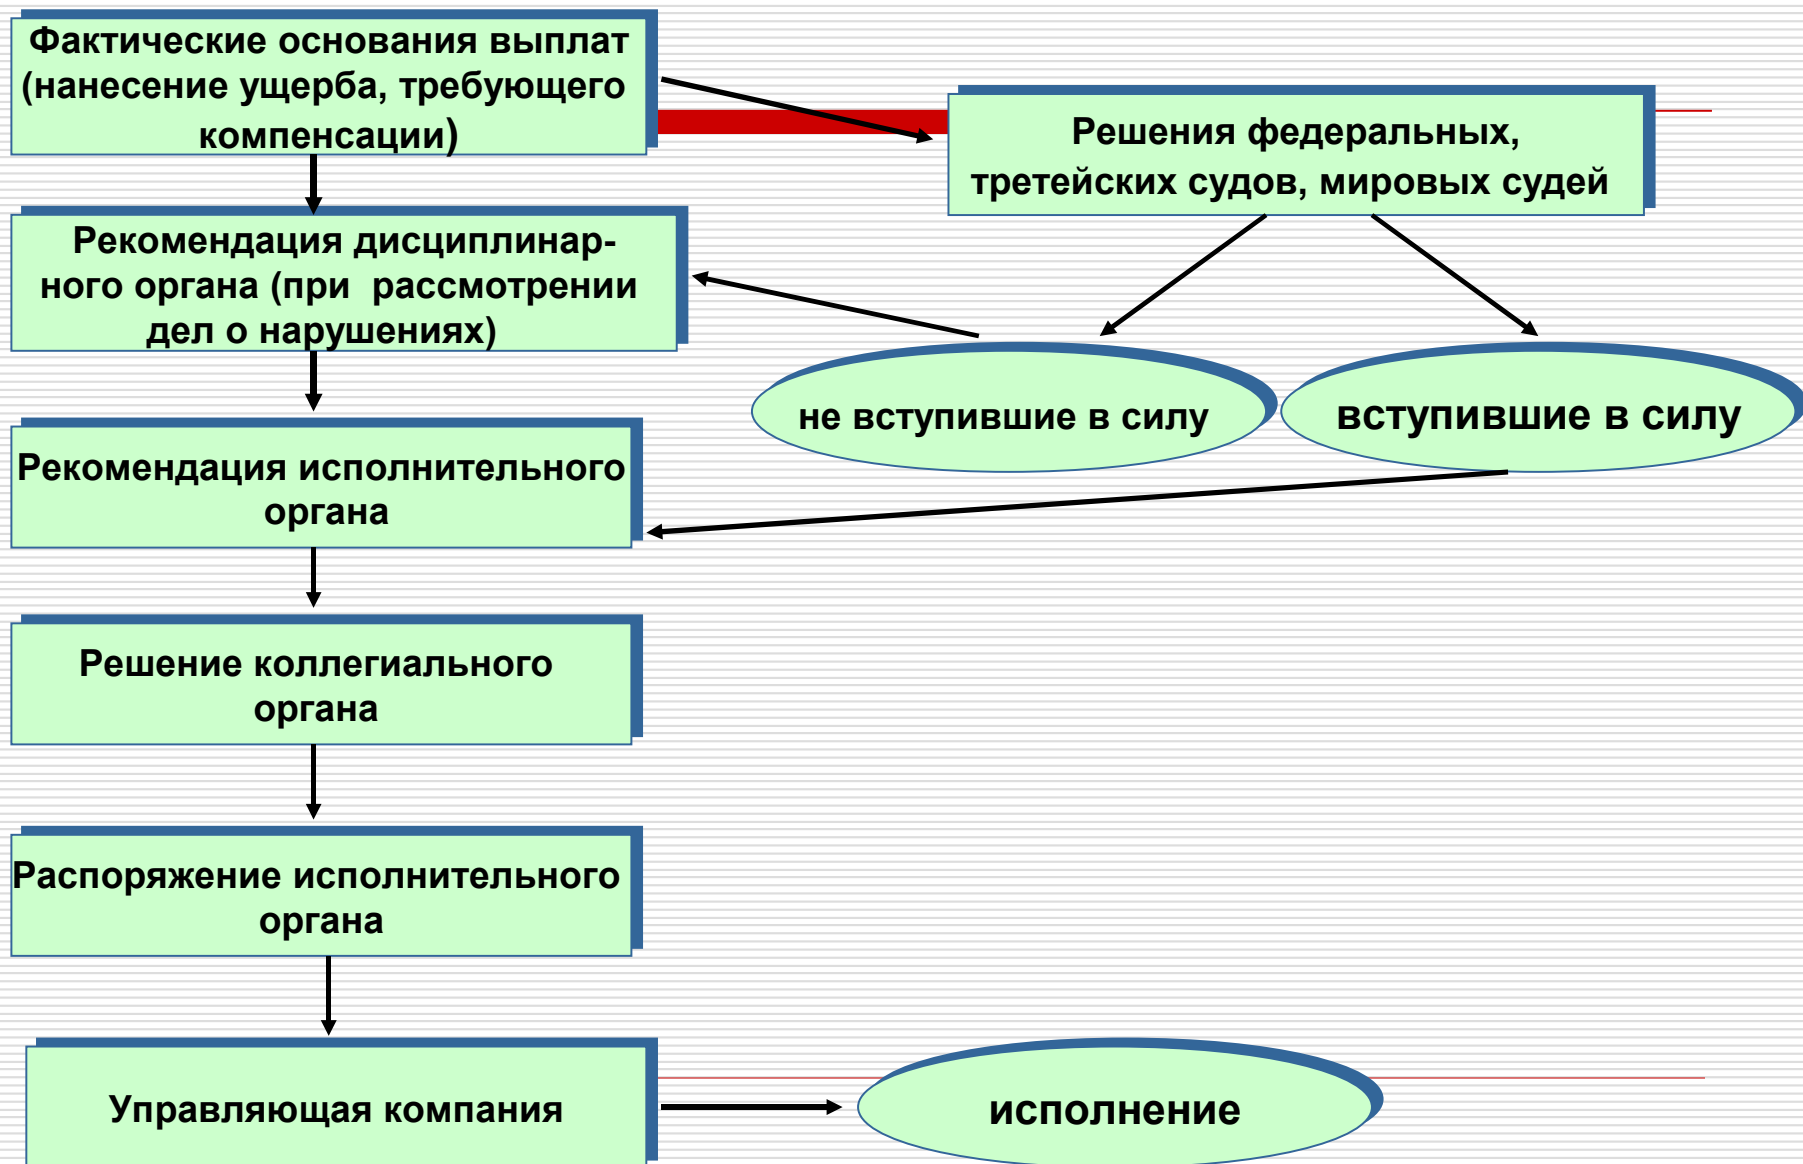 Фактические основания выплат
(нанесение ущерба, требующего
компенсации)
Решения федеральных,
третейских судов, мировых судей
Рекомендация дисциплинар-
ного органа (при рассмотрении
дел о нарушениях)
не вступившие в силу
вступившие в силу
Рекомендация исполнительного
органа
Решение коллегиального
органа
Распоряжение исполнительного
органа
Управляющая компания
исполнение